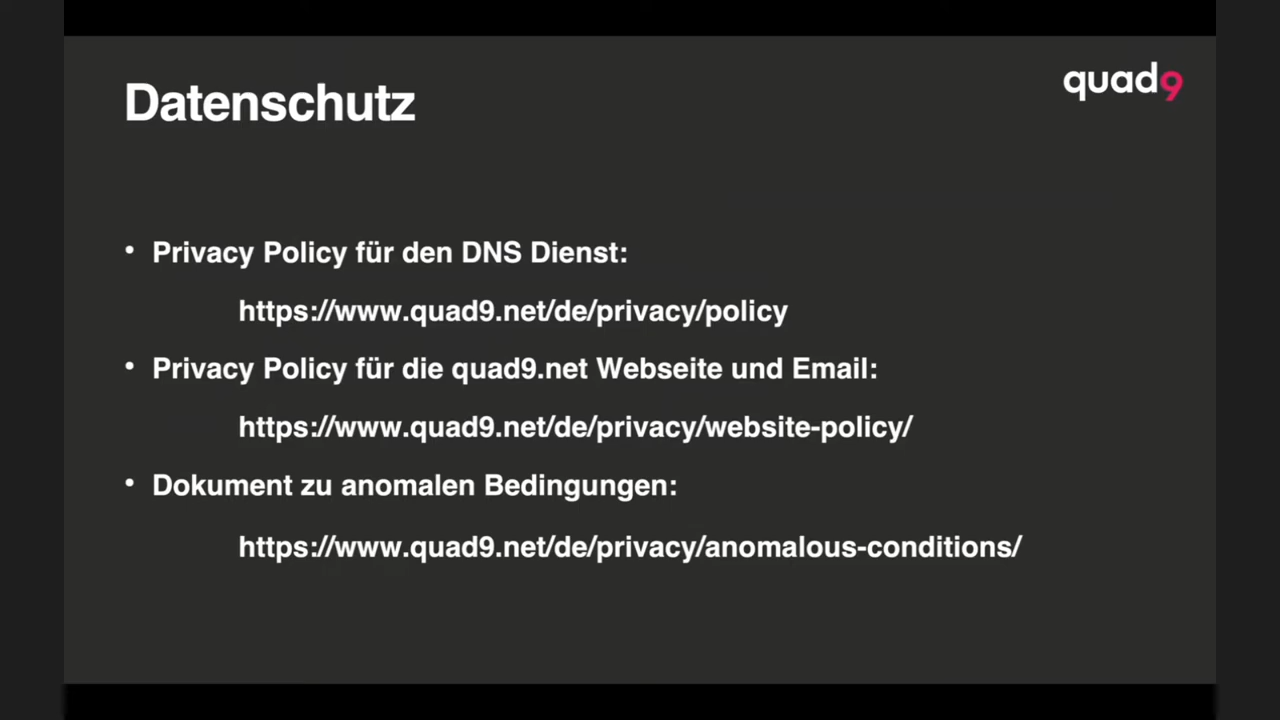 Datenschutz
quad9
• Privacy Policy für den DNS Dienst:
https://www.quad9.net/de/privacy/policy
• Privacy Policy für die quad9.net Webseite und Email:
https://www.quad9.net/de/privacy/website-policy/
• Dokument zu anomalen Bedingungen:
https://www.quad9.net/de/privacy/anomalous-conditions/